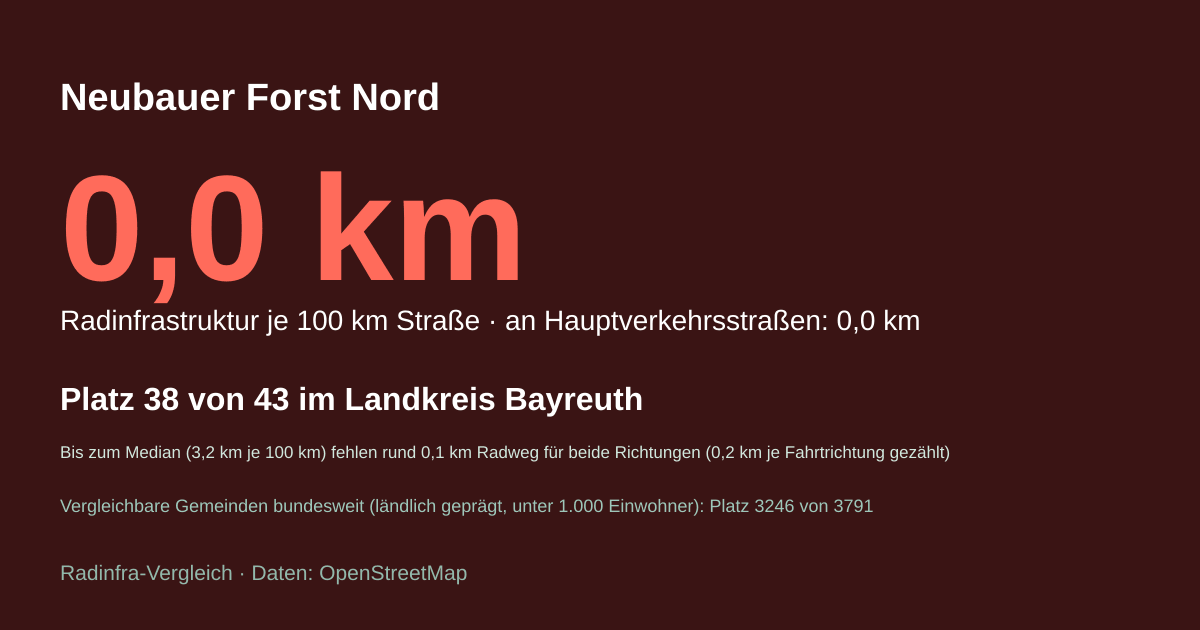 Neubauer Forst Nord
0,0 km
Radinfrastruktur je 100 km Straße · an Hauptverkehrsstraßen: 0,0 km
Platz 38 von 43 im Landkreis Bayreuth
Bis zum Median (3,2 km je 100 km) fehlen rund 0,1 km Radweg für beide Richtungen (0,2 km je Fahrtrichtung gezählt)
Vergleichbare Gemeinden bundesweit (ländlich geprägt, unter 1.000 Einwohner): Platz 3246 von 3791
Radinfra-Vergleich · Daten: OpenStreetMap